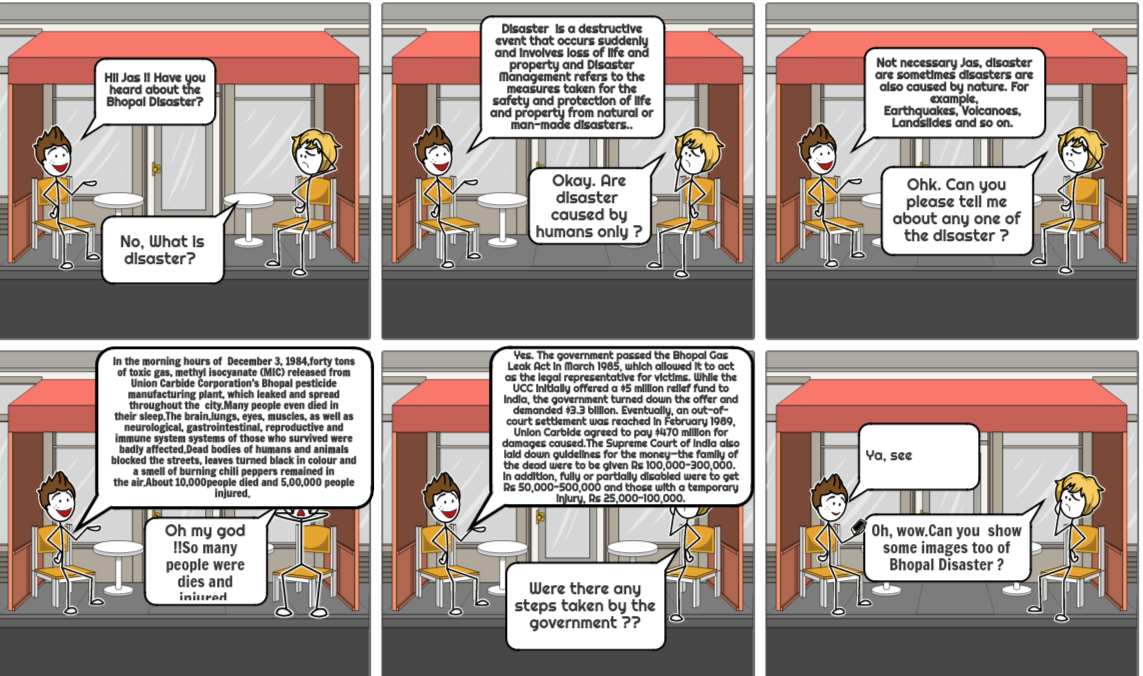 HII Jas !! Have you
heard about the
Bhopal Disaster?
No, What is
disaster?
Disaster is a destructive
event that occurs suddenly
and involves loss of life and
property and Disaster
Management refers to the
measures taken for the
safety and protection of life
and property from natural or
man-made disasters..
Okay. Are
disaster
caused by
humans only ?
Not necessary Jas, disaster
are sometimes disasters are
also caused by nature. For
example,
Earthquakes, Volcanoes,
Landslides and so on.
Ohk. Can you
please tell me
about any one of
the disaster ?
In the morning hours of December 3, 1984,forty tons
of toxic gas, methyl isocyanate (MIC) released from
Union Carbide Corporation's Bhopal pesticide
manufacturing plant, which leaked and spread
throughout the city,Many people even died in
their sleep,The brain,lungs, eyes, muscles, as well as
neurological, gastrointestinal, reproductive and
immune system systems of those who survived were
badly affected,Dead bodies of humans and animals
blocked the streets, leaves turned black in colour and
a smell of burning chili peppers remained in
the air,About 10,000people died and 5,00,000 people
injured,
Oh my god
!!So many
people were
dies and
injured
Yes. The government passed the Bhopal Gas
Leak Act in March 1985, which allowed it to act
as the legal representative for victims. While the
UCC initially offered a $5 million relief fund to
India, the government turned down the offer and
demanded $3.3 billion. Eventually, an out-of-
court settlement was reached in February 1989,
Union Carbide agreed to pay $470 million for
damages caused.The Supreme Court of India also
laid down guidelines for the money—the family of
the dead were to be given Rs 100,000-300,000.
In addition, fully or partially disabled were to get
Rs 50,000-500,000 and those with a temporary
injury, Rs 25,000-100,000.
Were there any
steps taken by the
government ??
Ya, see
Oh, wow.Can you show
some images too of
Bhopal Disaster ?